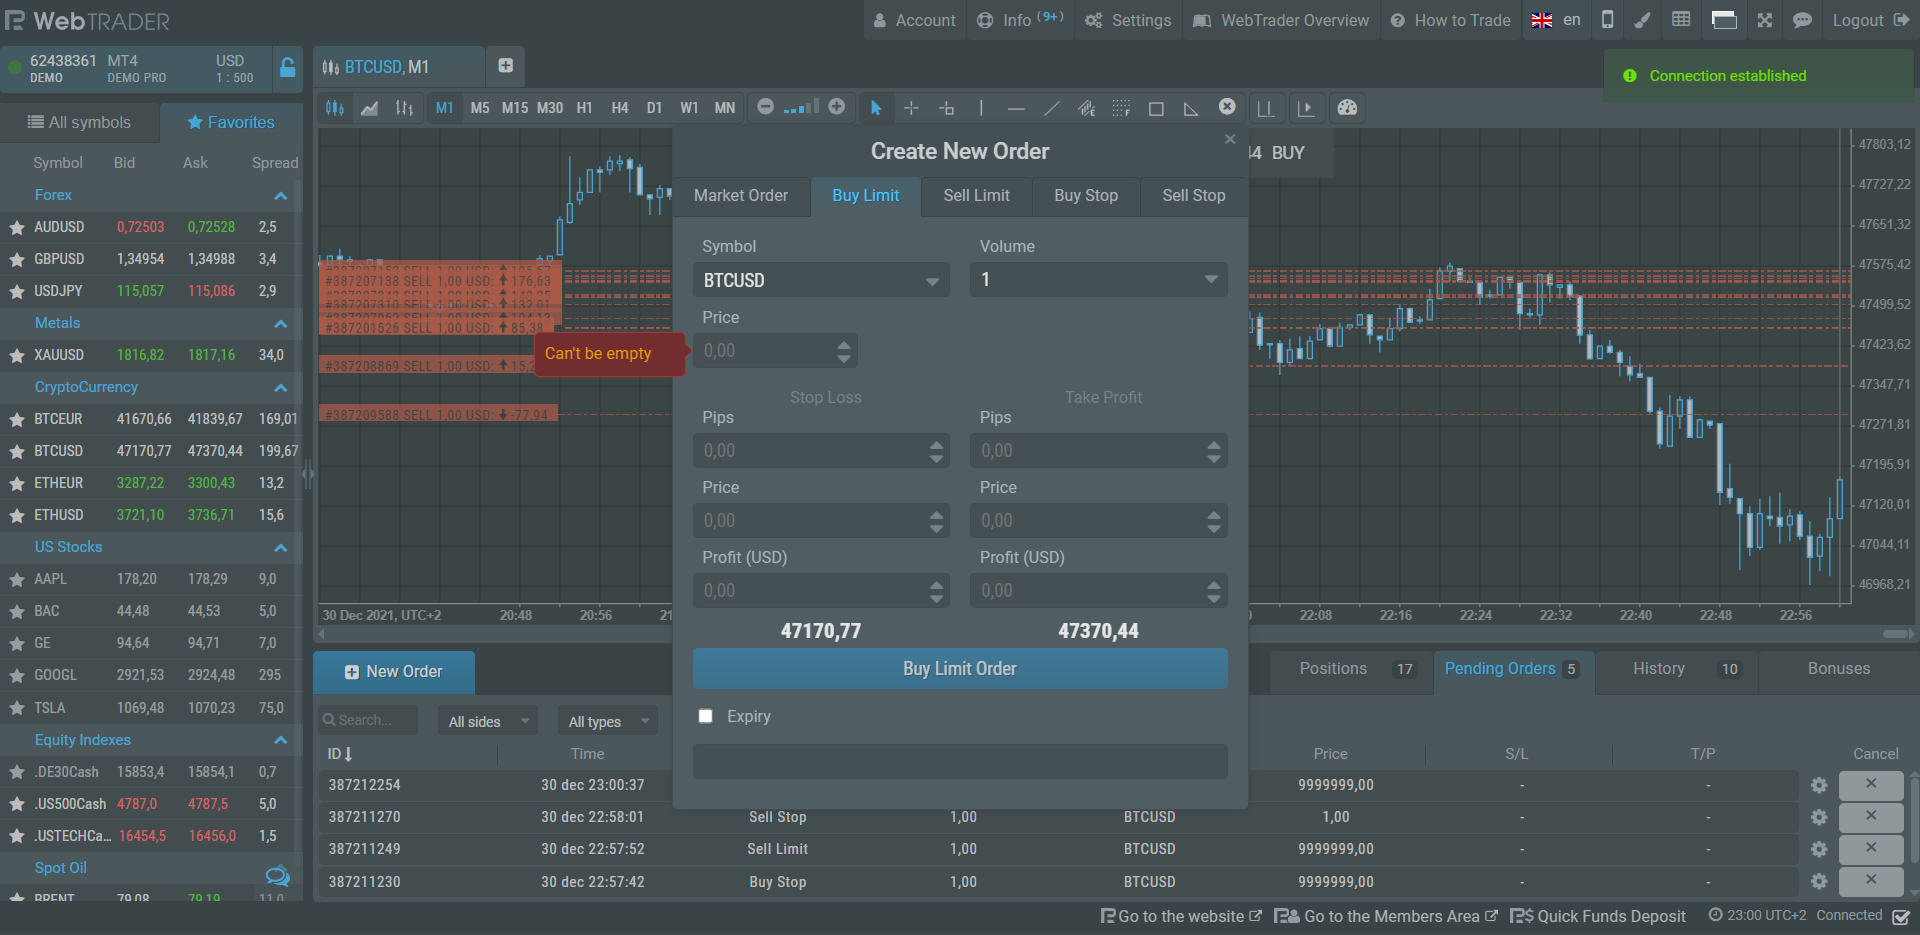 WebTRADER
Account
Info (9+)
Settings
WebTrader Overview
How to Trade
en
Logout
62438361 MT4 USD
DEMO DEMO PRO 1 : 500
BTCUSD, M1
Connection established
M1 M5 M15 M30 H1 H4 D1 W1 MN
All symbols
Favorites
Symbol Bid Ask Spread
Forex
AUDUSD 0,72503 0,72528 2,5
GBPUSD 1,34954 1,34988 3,4
USDJPY 115,057 115,086 2,9
Metals
XAUUSD 1816,82 1817,16 34,0
CryptoCurrency
BTCEUR 41670,66 41839,67 169,01
BTCUSD 47170,77 47370,44 199,67
ETHEUR 3287,22 3300,43 13,2
ETHUSD 3721,10 3736,71 15,6
US Stocks
AAPL 178,20 178,29 9,0
BAC 44,48 44,53 5,0
GE 94,64 94,71 7,0
GOOGL 2921,53 2924,48 295
TSLA 1069,48 1070,23 75,0
Equity Indexes
.DE30Cash 15853,4 15854,1 0,7
.US500Cash 4787,0 4787,5 5,0
.USTECHCa... 16454,5 16456,0 1,5
Spot Oil
BRENT 79,08 79,19 11,0
#387207138 SELL 1,00 USD: 176,63
#387207310 SELL 1,00 USD: 132,01
#387201526 SELL 1,00 USD: 85,38
#387208869 SELL 1,00 USD:
#387209588 SELL 1,00 USD: -77,94
44 BUY
47803,12
47727,22
47651,32
47575,42
47499,52
47423,62
47347,71
47271,81
47195,91
47120,01
47044,11
46968,21
30 Dec 2021, UTC+2 20:48 20:56 22:08 22:16 22:24 22:32 22:40 22:48 22:56
Create New Order
Market Order
Buy Limit
Sell Limit
Buy Stop
Sell Stop
Symbol Volume
BTCUSD 1
Price
Can't be empty
0,00
Stop Loss Take Profit
Pips Pips
0,00 0,00
Price Price
0,00 0,00
Profit (USD) Profit (USD)
0,00 0,00
47170,77 47370,44
Buy Limit Order
Expiry
New Order
Positions 17
Pending Orders 5
History 10
Bonuses
Search...
All sides
All types
ID Time Price S/L T/P Cancel
387212254 30 dec 23:00:37 9999999,00 - -
387211270 30 dec 22:58:01 Sell Stop 1,00 BTCUSD 1,00 - -
387211249 30 dec 22:57:52 Sell Limit 1,00 BTCUSD 9999999,00 - -
387211230 30 dec 22:57:42 Buy Stop 1,00 BTCUSD 9999999,00 - -
Go to the website
Go to the Members Area
Quick Funds Deposit
23:00 UTC+2
Connected